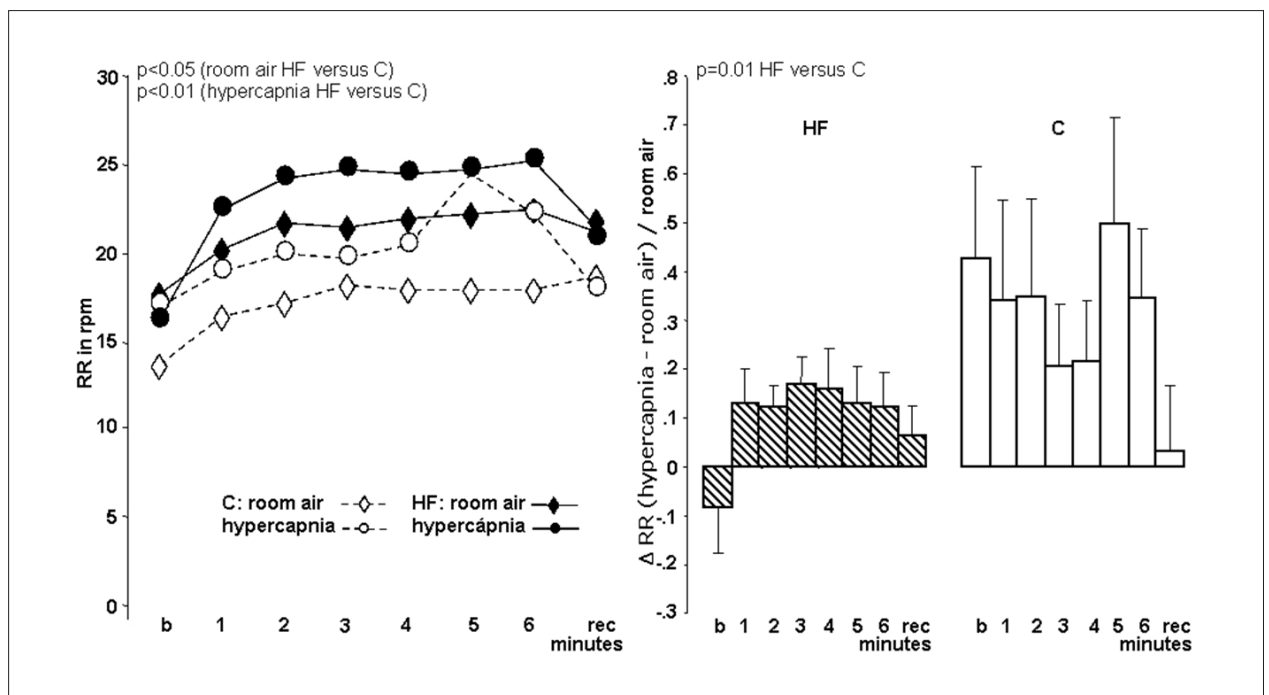 p<0.05 (room air HF versus C)
p<0.01 (hypercapnia HF versus C)
30
25
20
15
10
5
0
RR in rpm
C: room air
HF: room air
hypercapnia
hypercápnia
b 1 2 3 4 5 6 rec
minutes
p=0.01 HF versus C
HF
C
.8
.7
.6
.5
.4
.3
.2
.1
0
-.1
-.2
-.3
Δ RR (hypercapnia - room air) / room air
b 1 2 3 4 5 6 rec
minutes
b 1 2 3 4 5 6 rec
minutes